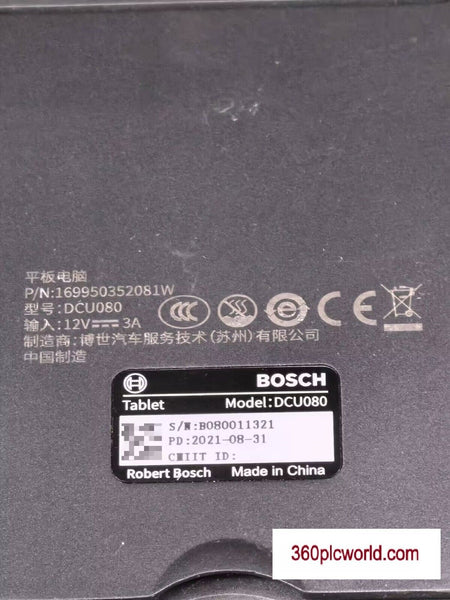 平板电脑
P/N:169950352081W
型号: DCU080
输入: 12V⎓3A
制造商: 博世汽车服务技术(苏州)有限公司
中国制造
BOSCH
Tablet Model:DCU080
S/N:B080011321
PD:2021-08-31
CMIIT ID:
Robert Bosch Made in China
360plcworld.com